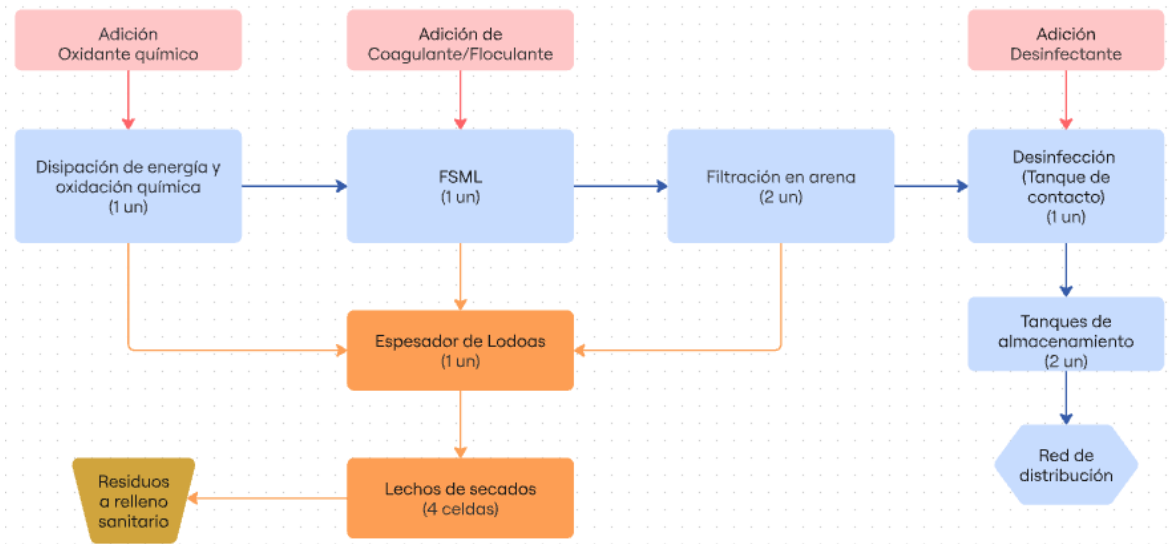 Adición
Oxidante químico
Adición de
Coagulante/Floculante
Adición
Desinfectante
Disipación de energía y
oxidación química
(1 un)
FSML
(1 un)
Filtración en arena
(2 un)
Desinfección
(Tanque de
contacto)
(1 un)
Espesador de Lodoas
(1 un)
Tanques de
almacenamiento
(2 un)
Residuos
a relleno
sanitario
Lechos de secados
(4 celdas)
Red de
distribución